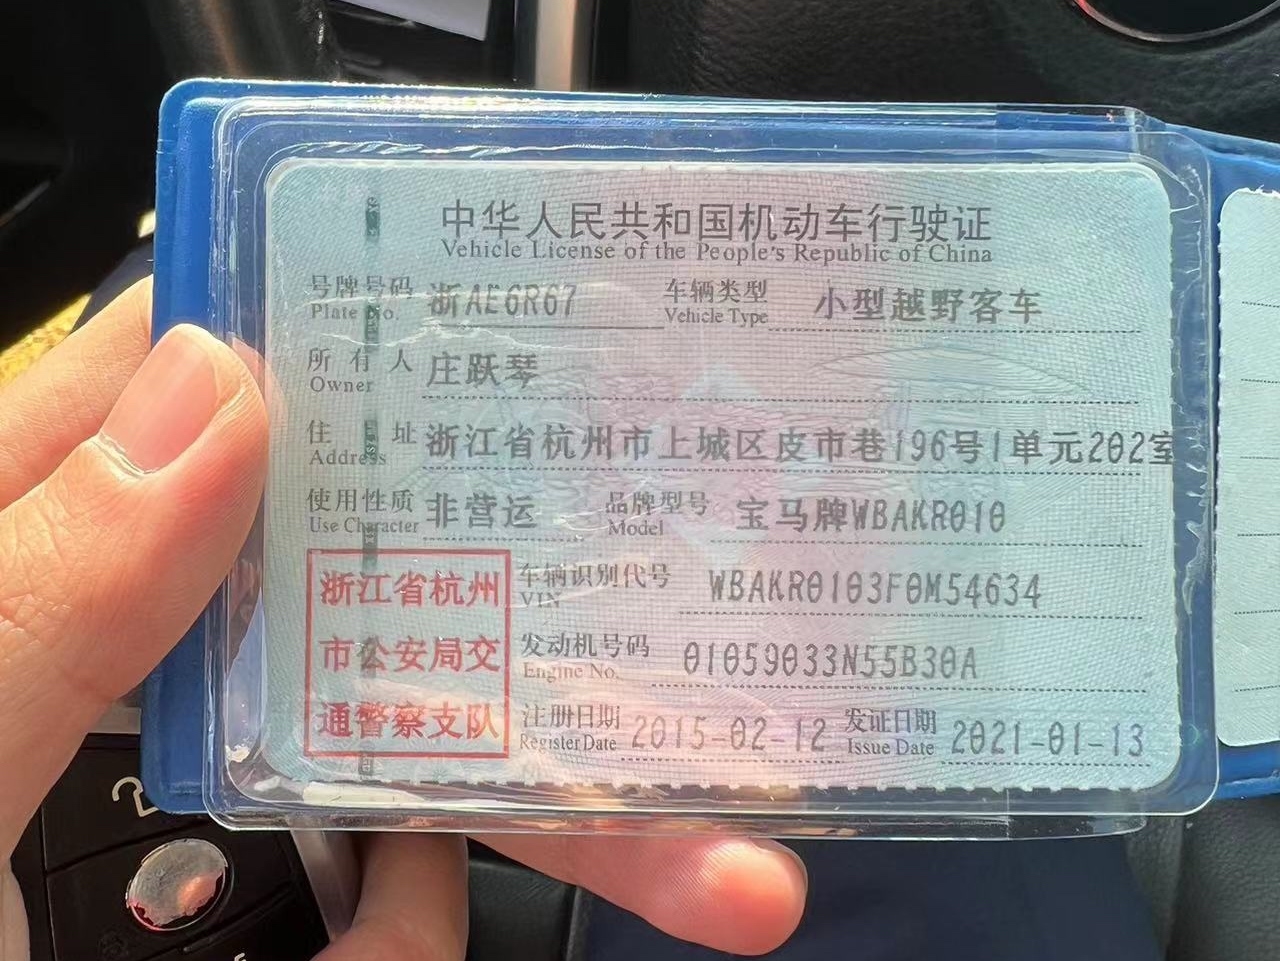 中华人民共和国机动车行驶证
Vehicle License of the People's Republic of China
号牌号码 浙AE6R67 车辆类型 小型越野客车
Plate No. Vehicle Type
所有人 庄跃琴
Owner
住址 浙江省杭州市上城区皮市巷196号1单元202室
Address
使用性质 非营运 品牌型号 宝马牌WBAKR010
Use Character Model
浙江省杭州 车辆识别代号 WBAKR0103F0M54634
VIN
市公安局交 发动机号码 01059033N55B30A
Engine No.
通警察支队 注册日期 2015-02-12 发证日期 2021-01-13
Register Date Issue Date